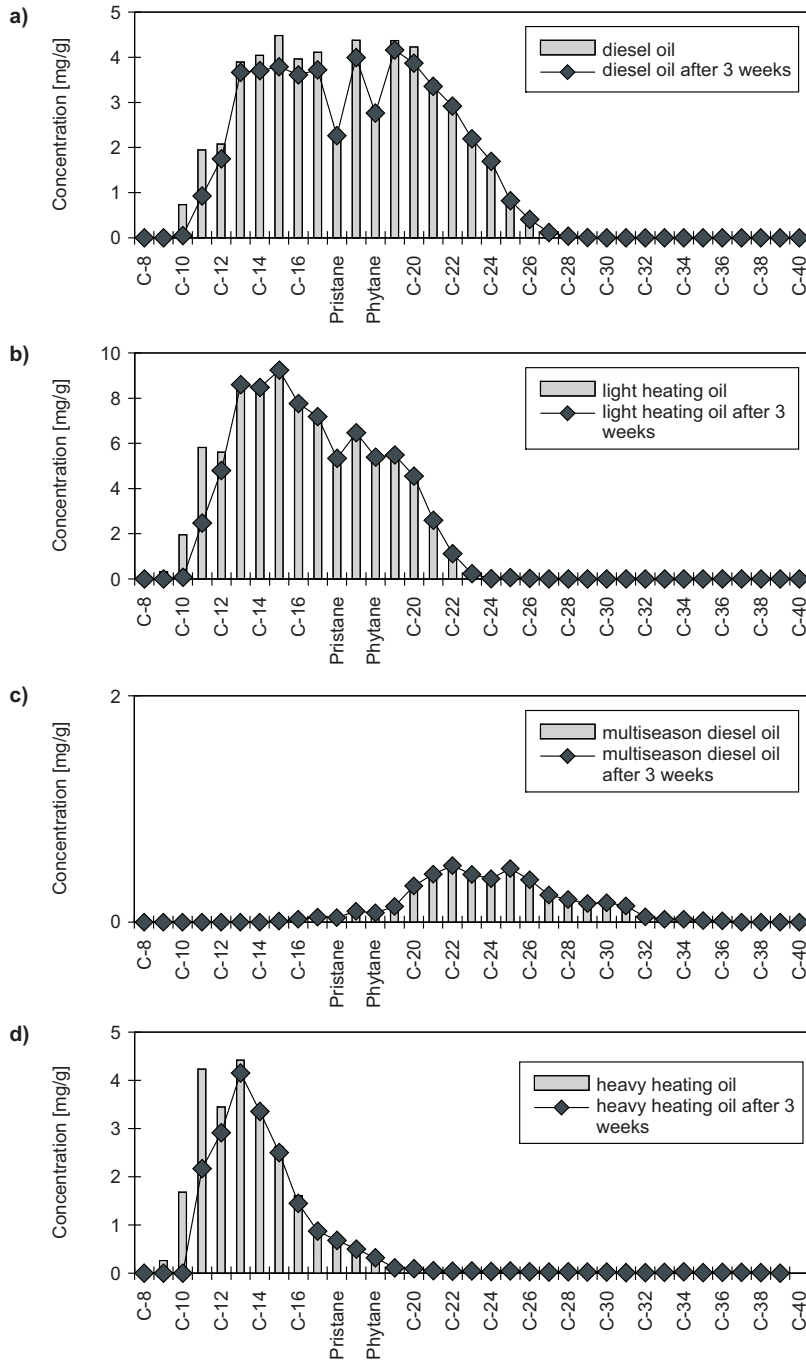 a)
Concentration [mg/g]
5
4
3
2
1
0
diesel oil
diesel oil after 3 weeks
C-8
C-10
C-12
C-14
C-16
Pristane
Phytane
C-20
C-22
C-24
C-26
C-28
C-30
C-32
C-34
C-36
C-38
C-40
b)
Concentration [mg/g]
10
8
6
4
2
0
light heating oil
light heating oil after 3
weeks
C-8
C-10
C-12
C-14
C-16
Pristane
Phytane
C-20
C-22
C-24
C-26
C-28
C-30
C-32
C-34
C-36
C-38
C-40
c)
Concentration [mg/g]
2
0
multiseason diesel oil
multiseason diesel oil
after 3 weeks
C-8
C-10
C-12
C-14
C-16
Pristane
Phytane
C-20
C-22
C-24
C-26
C-28
C-30
C-32
C-34
C-36
C-38
C-40
d)
Concentration [mg/g]
5
4
3
2
1
0
heavy heating oil
heavy heating oil after 3
weeks
C-8
C-10
C-12
C-14
C-16
Pristane
Phytane
C-20
C-22
C-24
C-26
C-28
C-30
C-32
C-34
C-36
C-38
C-40